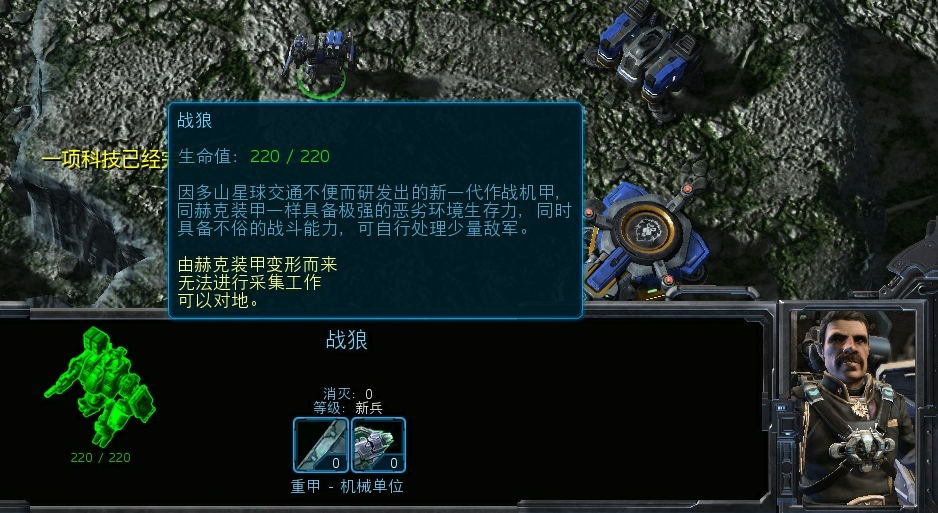 战狼
生命值: 220 / 220
一项科技已经
因多山星球交通不便而研发出的新一代作战机甲,
同赫克装甲一样具备极强的恶劣环境生存力, 同时
具备不俗的战斗能力, 可自行处理少量敌军。
由赫克装甲变形而来
无法进行采集工作
可以对地。
战狼
消灭: 0
等级: 新兵
0 0
220 / 220
重甲 - 机械单位